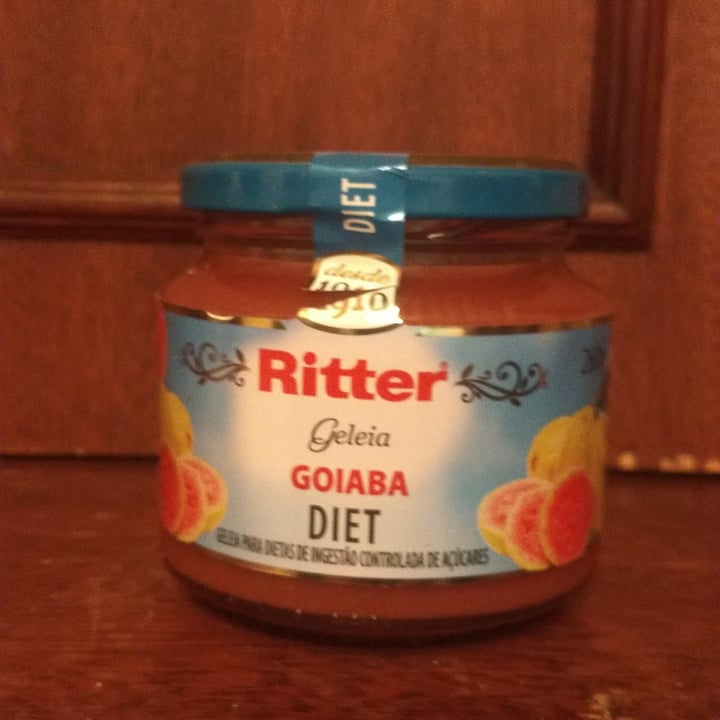 DIET
desde
1910
Ritter®
Geleia
GOIABA
DIET
GELEIA PARA DIETAS DE INGESTÃO CONTROLADA DE AÇÚCARES